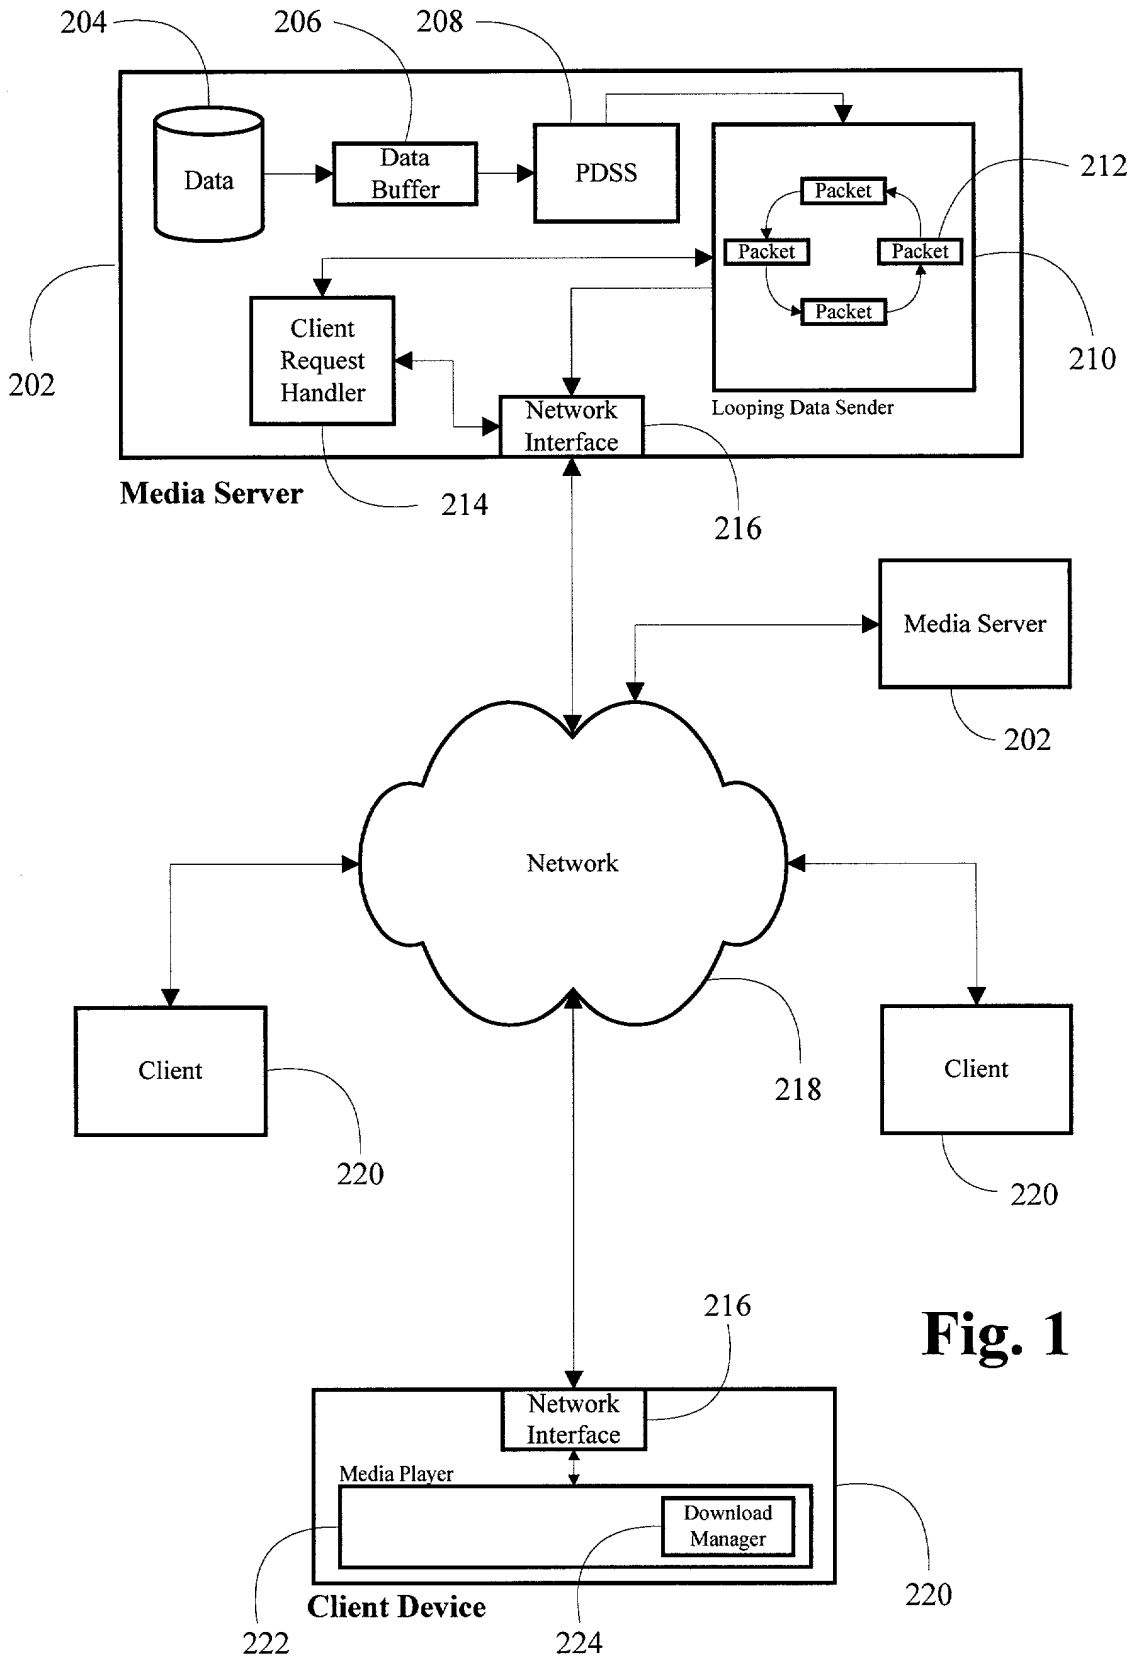 204
206
208
Data
Data
Buffer
PDSS
212
Packet
Packet
Packet
Packet
202
Client
Request
Handler
210
Network
Interface
Looping Data Sender
Media Server
214
216
Media Server
202
Network
Client
Client
218
220
220
216
Fig. 1
Network
Interface
Media Player
Download
Manager
220
Client Device
222
224